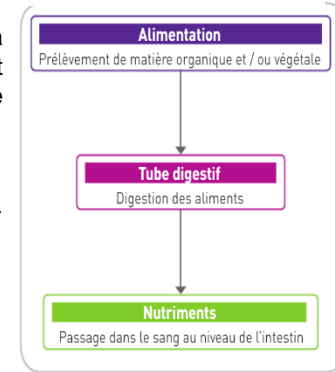 Alimentation
Prélèvement de matière organique et / ou végétale
Tube digestif
Digestion des aliments
Nutriments
Passage dans le sang au niveau de l'intestin